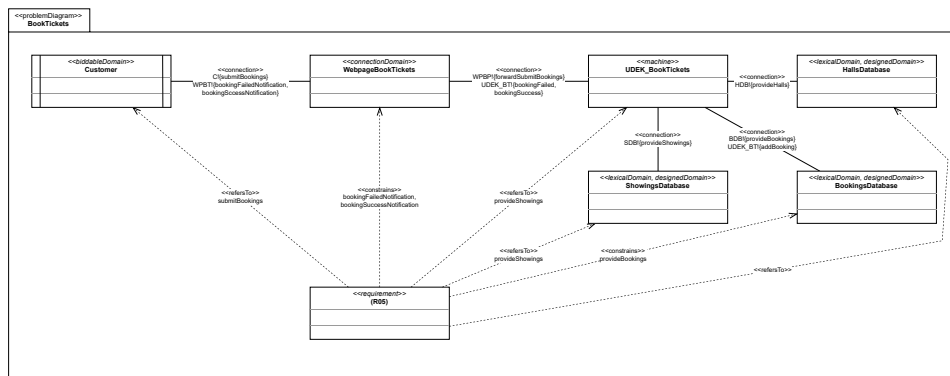 <<problemDiagram>>
BookTickets
<<biddableDomain>>
Customer
<<connection>>
C!{submitBookings}
WPBT!{bookingFailedNotification,
bookingSccessNotification}
<<connectionDomain>>
WebpageBookTickets
<<connection>>
WPBP!{forwardSubmitBookings}
UDEK_BT!{bookingFailed,
bookingSuccess}
<<machine>>
UDEK_BookTickets
<<connection>>
HDB!{provideHalls}
<<lexicalDomain, designedDomain>>
HallsDatabase
<<connection>>
SDB!{provideShowings}
<<connection>>
BDB!{provideBookings}
UDEK_BT!{addBooking}
<<lexicalDomain, designedDomain>>
ShowingsDatabase
<<lexicalDomain, designedDomain>>
BookingsDatabase
<<refersTo>>
submitBookings
<<constrains>>
bookingFailedNotification,
bookingSuccessNotification
<<refersTo>>
provideShowings
<<refersTo>>
provideShowings
<<constrains>>
provideBookings
<<refersTo>>
<<requirement>>
(R05)